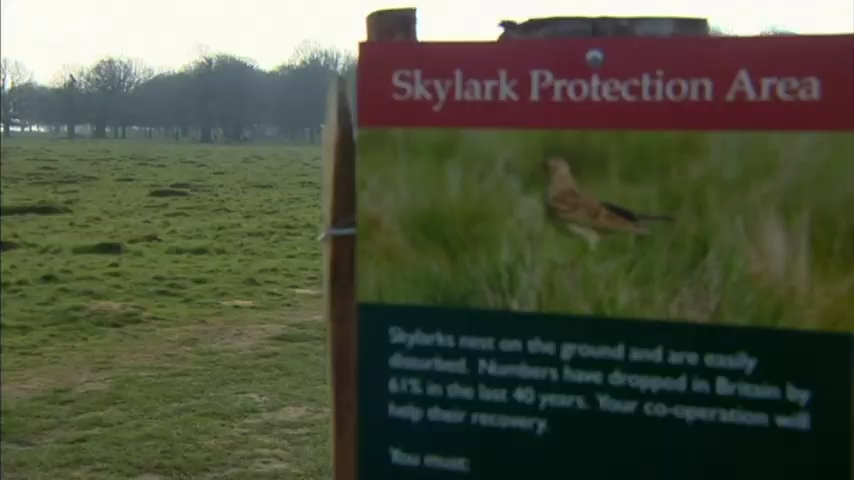 Skylark Protection Area
Skylarks nest on the ground and are easily
disturbed. Numbers have dropped in Britain by
61% in the last 40 years. Your co-operation will
help their recovery.
You must: